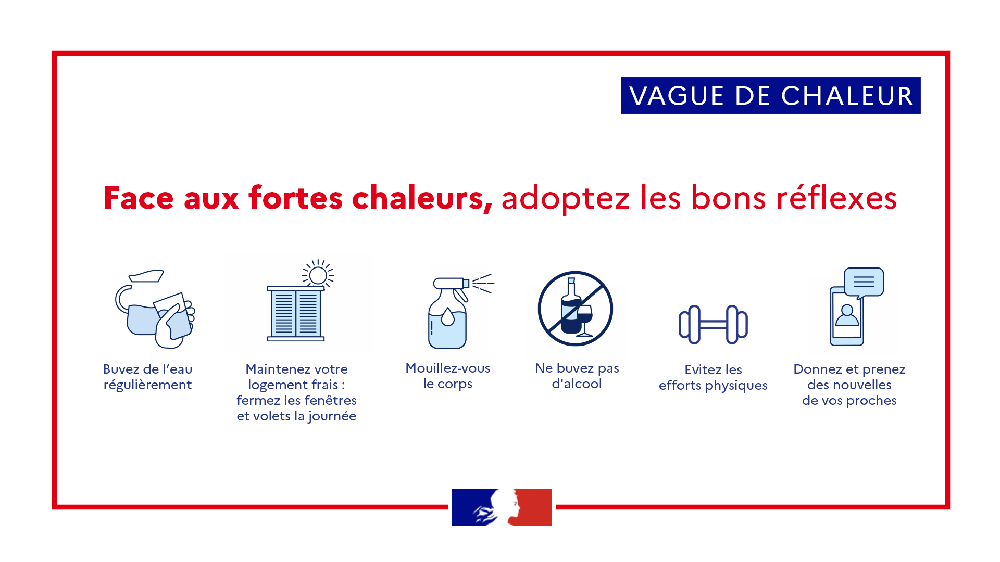 VAGUE DE CHALEUR
Face aux fortes chaleurs, adoptez les bons réflexes
Buvez de l’eau
régulièrement
Maintenez votre
logement frais :
fermez les fenêtres
et volets la journée
Mouillez-vous
le corps
Ne buvez pas
d'alcool
Evitez les
efforts physiques
Donnez et prenez
des nouvelles
de vos proches